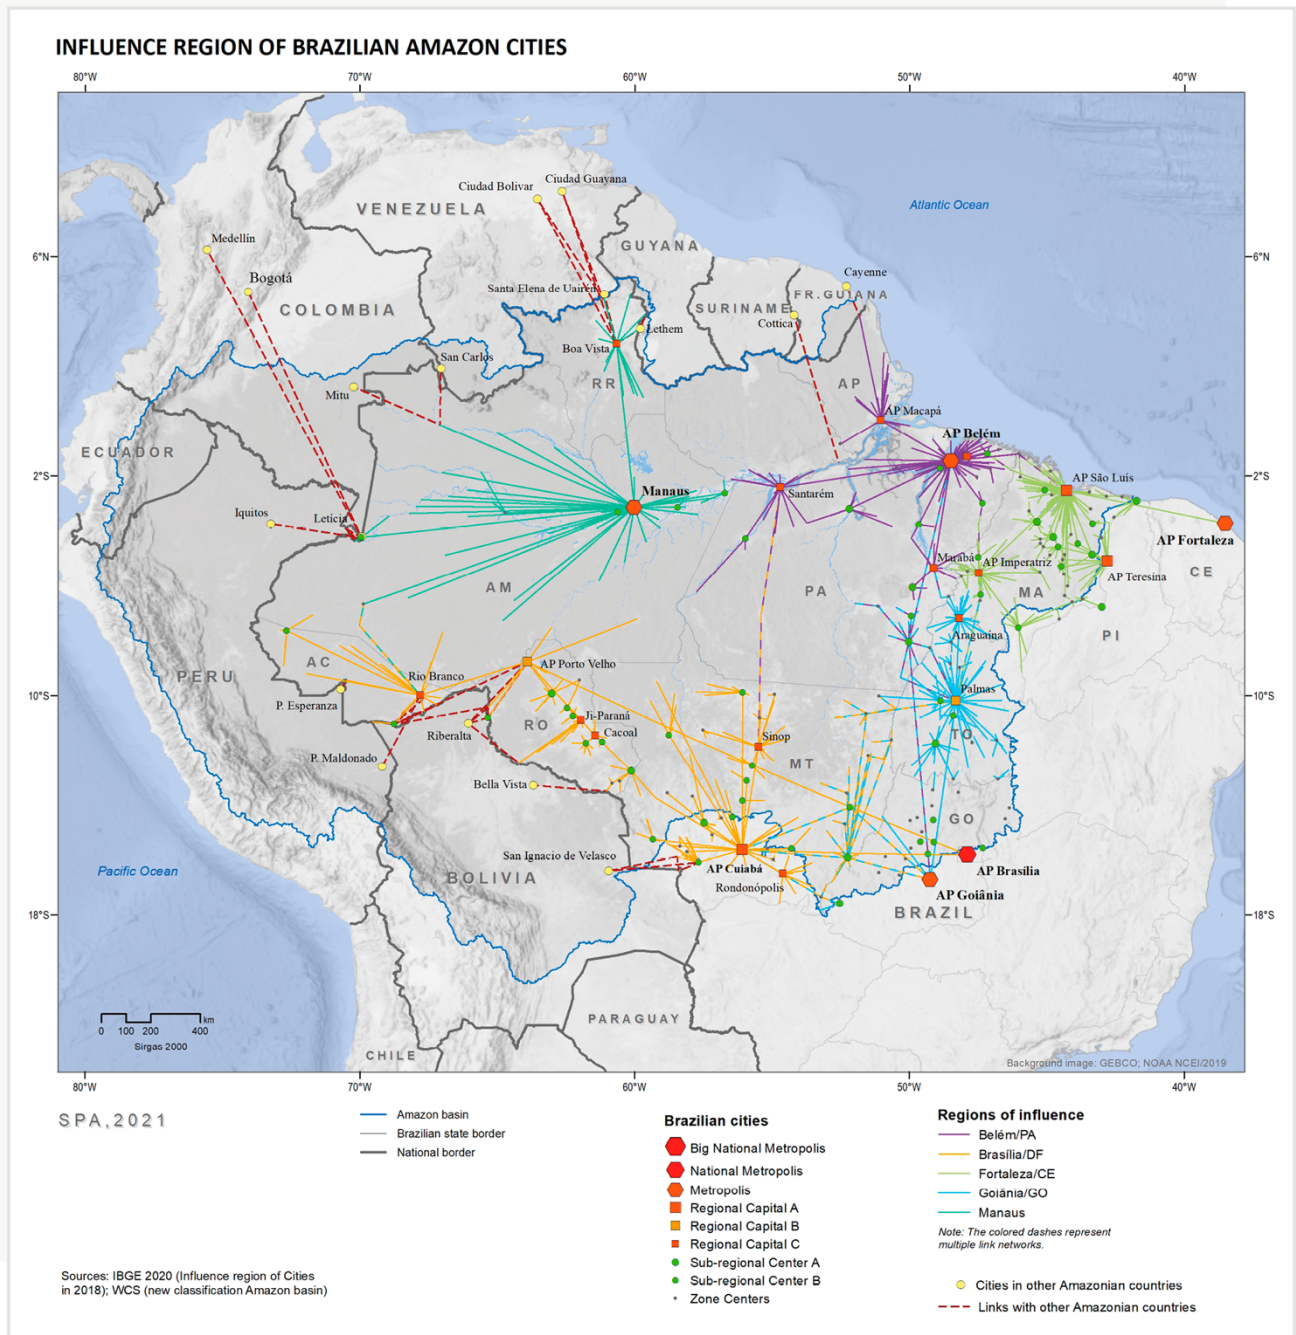 INFLUENCE REGION OF BRAZILIAN AMAZON CITIES
80°W 70°W 60°W 50°W 40°W
Ciudad Bolivar
Ciudad Guayana
VENEZUELA
Atlantic Ocean
Medellín
GUYANA
6°N
6°N
Bogotá
Cayenne
Santa Elena de Uairén
FR.GUIANA
COLOMBIA
SURINAME
Cottica
Lethem
Boa Vista
San Carlos
RR
AP
Mitu
AP Macapá
ECUADOR
AP Belém
2°S
AP São Luís
2°S
Manaus
Santarém
Iquitos
Letícia
AP Fortaleza
Marabá
AP Imperatriz
CE
AP Teresina
AM
PA
MA
Araguaína
PI
AC
AP Porto Velho
PERU
Rio Branco
10°S
Palmas
10°S
P. Esperanza
Ji-Paraná
RO
Cacoal
Riberalta
Sinop
TO
P. Maldonado
MT
Bella Vista
GO
San Ignacio de Velasco
Pacific Ocean
AP Cuiabá
AP Brasília
BOLIVIA
Rondonópolis
AP Goiânia
18°S
BRAZIL
18°S
km
0 100 200 400
Sirgas 2000
PARAGUAY
CHILE
Background image: GEBCO; NOAA NCEI/2019
80°W 70°W 60°W 50°W 40°W
SPA,2021
Amazon basin
Brazilian state border
National border
Brazilian cities
Big National Metropolis
National Metropolis
Metropolis
Regional Capital A
Regional Capital B
Regional Capital C
Sub-regional Center A
Sub-regional Center B
Zone Centers
Regions of influence
Belém/PA
Brasília/DF
Fortaleza/CE
Goiânia/GO
Manaus
Note: The colored dashes represent
multiple link networks.
Cities in other Amazonian countries
Links with other Amazonian countries
Sources: IBGE 2020 (Influence region of Cities
in 2018); WCS (new classification Amazon basin)